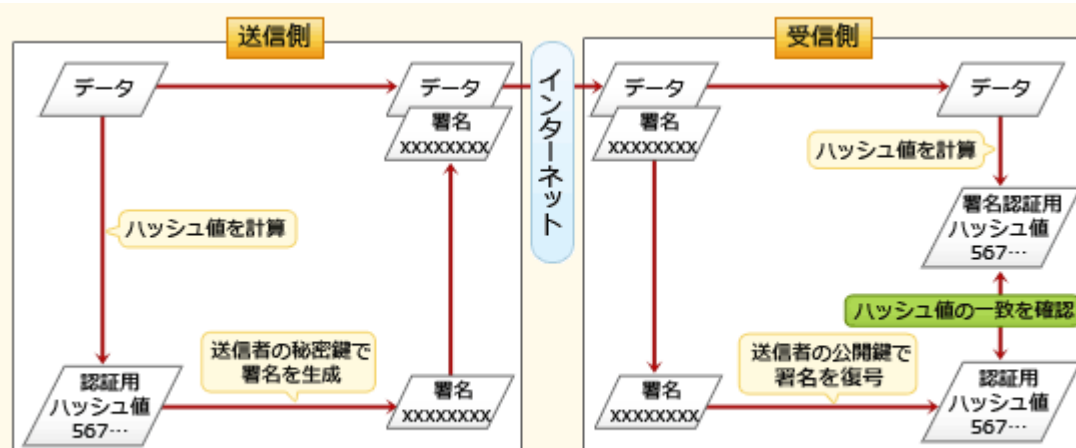 送信側
データ
データ
署名
xxxxxxxx
ハッシュ値を計算
認証用
ハッシュ値
567…
送信者の秘密鍵で
署名を生成
署名
xxxxxxxx
インターネット
受信側
データ
署名
xxxxxxxx
データ
ハッシュ値を計算
署名認証用
ハッシュ値
567…
ハッシュ値の一致を確認
署名
xxxxxxxx
送信者の公開鍵で
署名を復号
認証用
ハッシュ値
567…